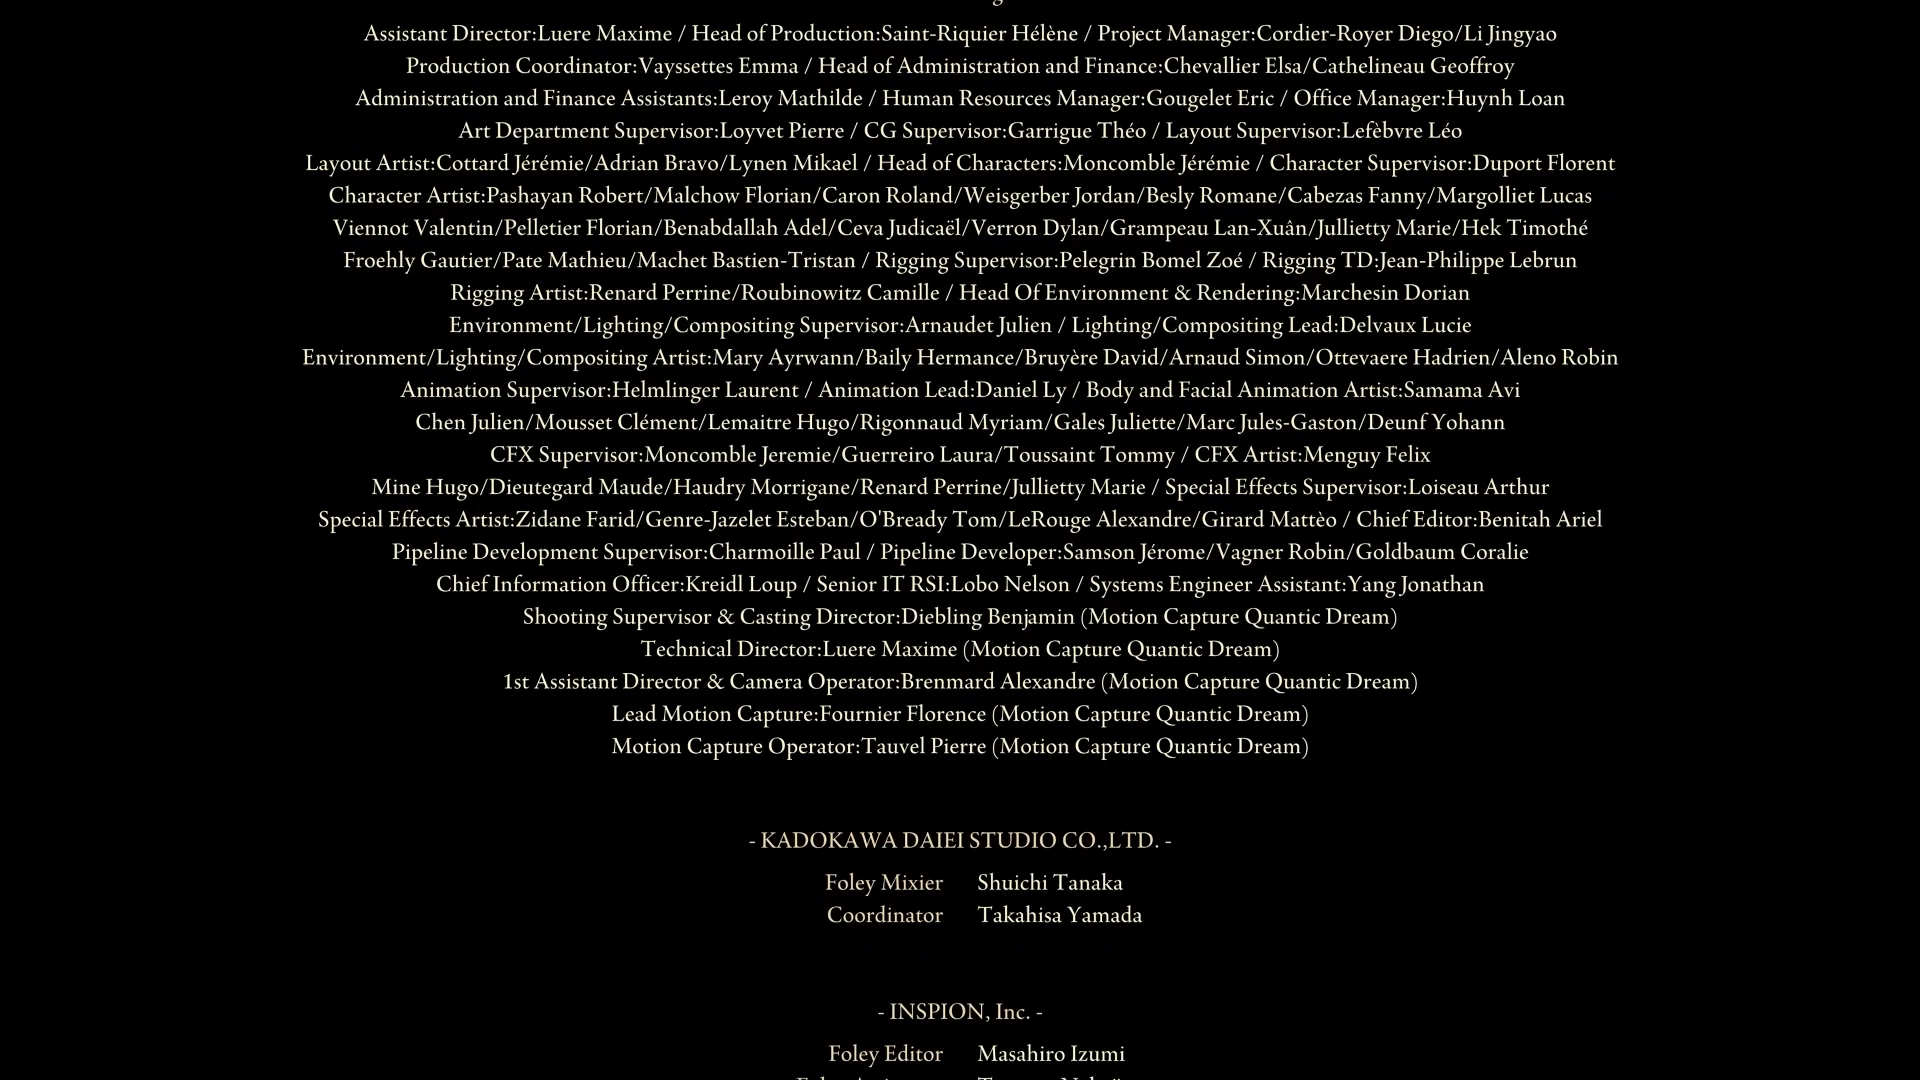 Assistant Director:Luere Maxime / Head of Production:Saint-Riquier Hélène / Project Manager:Cordier-Royer Diego/Li Jingyao
Production Coordinator:Vayssettes Emma / Head of Administration and Finance:Chevallier Elsa/Cathelineau Geoffroy
Administration and Finance Assistants:Leroy Mathilde / Human Resources Manager:Gougelet Eric / Office Manager:Huynh Loan
Art Department Supervisor:Loyvet Pierre / CG Supervisor:Garrigue Théo / Layout Supervisor:Lefèbvre Léo
Layout Artist:Cottard Jérémie/Adrian Bravo/Lynen Mikael / Head of Characters:Moncomble Jérémie / Character Supervisor:Duport Florent
Character Artist:Pashayan Robert/Malchow Florian/Caron Roland/Weisgerber Jordan/Besly Romane/Cabezas Fanny/Margolliet Lucas
Viennot Valentin/Pelletier Florian/Benabdallah Adel/Ceva Judicaël/Verron Dylan/Grampeau Lan-Xuân/Jullietty Marie/Hek Timothé
Froehly Gautier/Pate Mathieu/Machet Bastien-Tristan / Rigging Supervisor:Pelegrin Bomel Zoé / Rigging TD:Jean-Philippe Lebrun
Rigging Artist:Renard Perrine/Roubinowitz Camille / Head Of Environment & Rendering:Marchesin Dorian
Environment/Lighting/Compositing Supervisor:Arnaudet Julien / Lighting/Compositing Lead:Delvaux Lucie
Environment/Lighting/Compositing Artist:Mary Ayrwann/Baily Hermance/Bruyère David/Arnaud Simon/Ottevaere Hadrien/Aleno Robin
Animation Supervisor:Helmlinger Laurent / Animation Lead:Daniel Ly / Body and Facial Animation Artist:Samama Avi
Chen Julien/Mousset Clément/Lemaitre Hugo/Rigonnaud Myriam/Gales Juliette/Marc Jules-Gaston/Deunf Yohann
CFX Supervisor:Moncomble Jeremie/Guerreiro Laura/Toussaint Tommy / CFX Artist:Menguy Felix
Mine Hugo/Dieutegard Maude/Haudry Morrigane/Renard Perrine/Jullietty Marie / Special Effects Supervisor:Loiseau Arthur
Special Effects Artist:Zidane Farid/Genre-Jazelet Esteban/O'Bready Tom/LeRouge Alexandre/Girard Mattèo / Chief Editor:Benitah Ariel
Pipeline Development Supervisor:Charmoille Paul / Pipeline Developer:Samson Jérome/Vagner Robin/Goldbaum Coralie
Chief Information Officer:Kreidl Loup / Senior IT RSI:Lobo Nelson / Systems Engineer Assistant:Yang Jonathan
Shooting Supervisor & Casting Director:Diebling Benjamin (Motion Capture Quantic Dream)
Technical Director:Luere Maxime (Motion Capture Quantic Dream)
1st Assistant Director & Camera Operator:Brenmard Alexandre (Motion Capture Quantic Dream)
Lead Motion Capture:Fournier Florence (Motion Capture Quantic Dream)
Motion Capture Operator:Tauvel Pierre (Motion Capture Quantic Dream)
- KADOKAWA DAIEI STUDIO CO.,LTD. -
Foley Mixier Shuichi Tanaka
Coordinator Takahisa Yamada
- INSPION, Inc. -
Foley Editor Masahiro Izumi